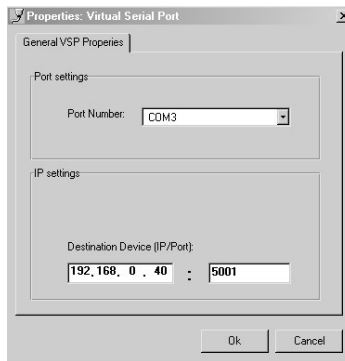 Properties: Virtual Serial Port
General VSP Properies
Port settings
Port Number: COM3
IP settings
Destination Device (IP/Port):
192.168. 0 . 40 : 5001
Ok Cancel